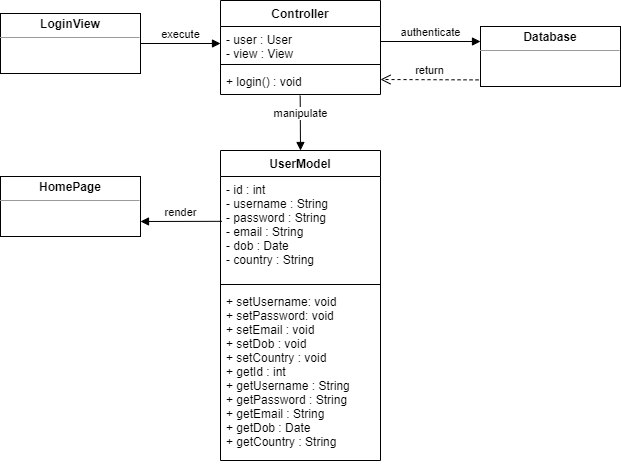 LoginView
execute
Controller
- user : User
- view : View
+ login() : void
authenticate
Database
return
manipulate
UserModel
- id : int
- username : String
- password : String
- email : String
- dob : Date
- country : String
+ setUsername: void
+ setPassword: void
+ setEmail : void
+ setDob : void
+ setCountry : void
+ getId : int
+ getUsername : String
+ getPassword : String
+ getEmail : String
+ getDob : Date
+ getCountry : String
render
HomePage